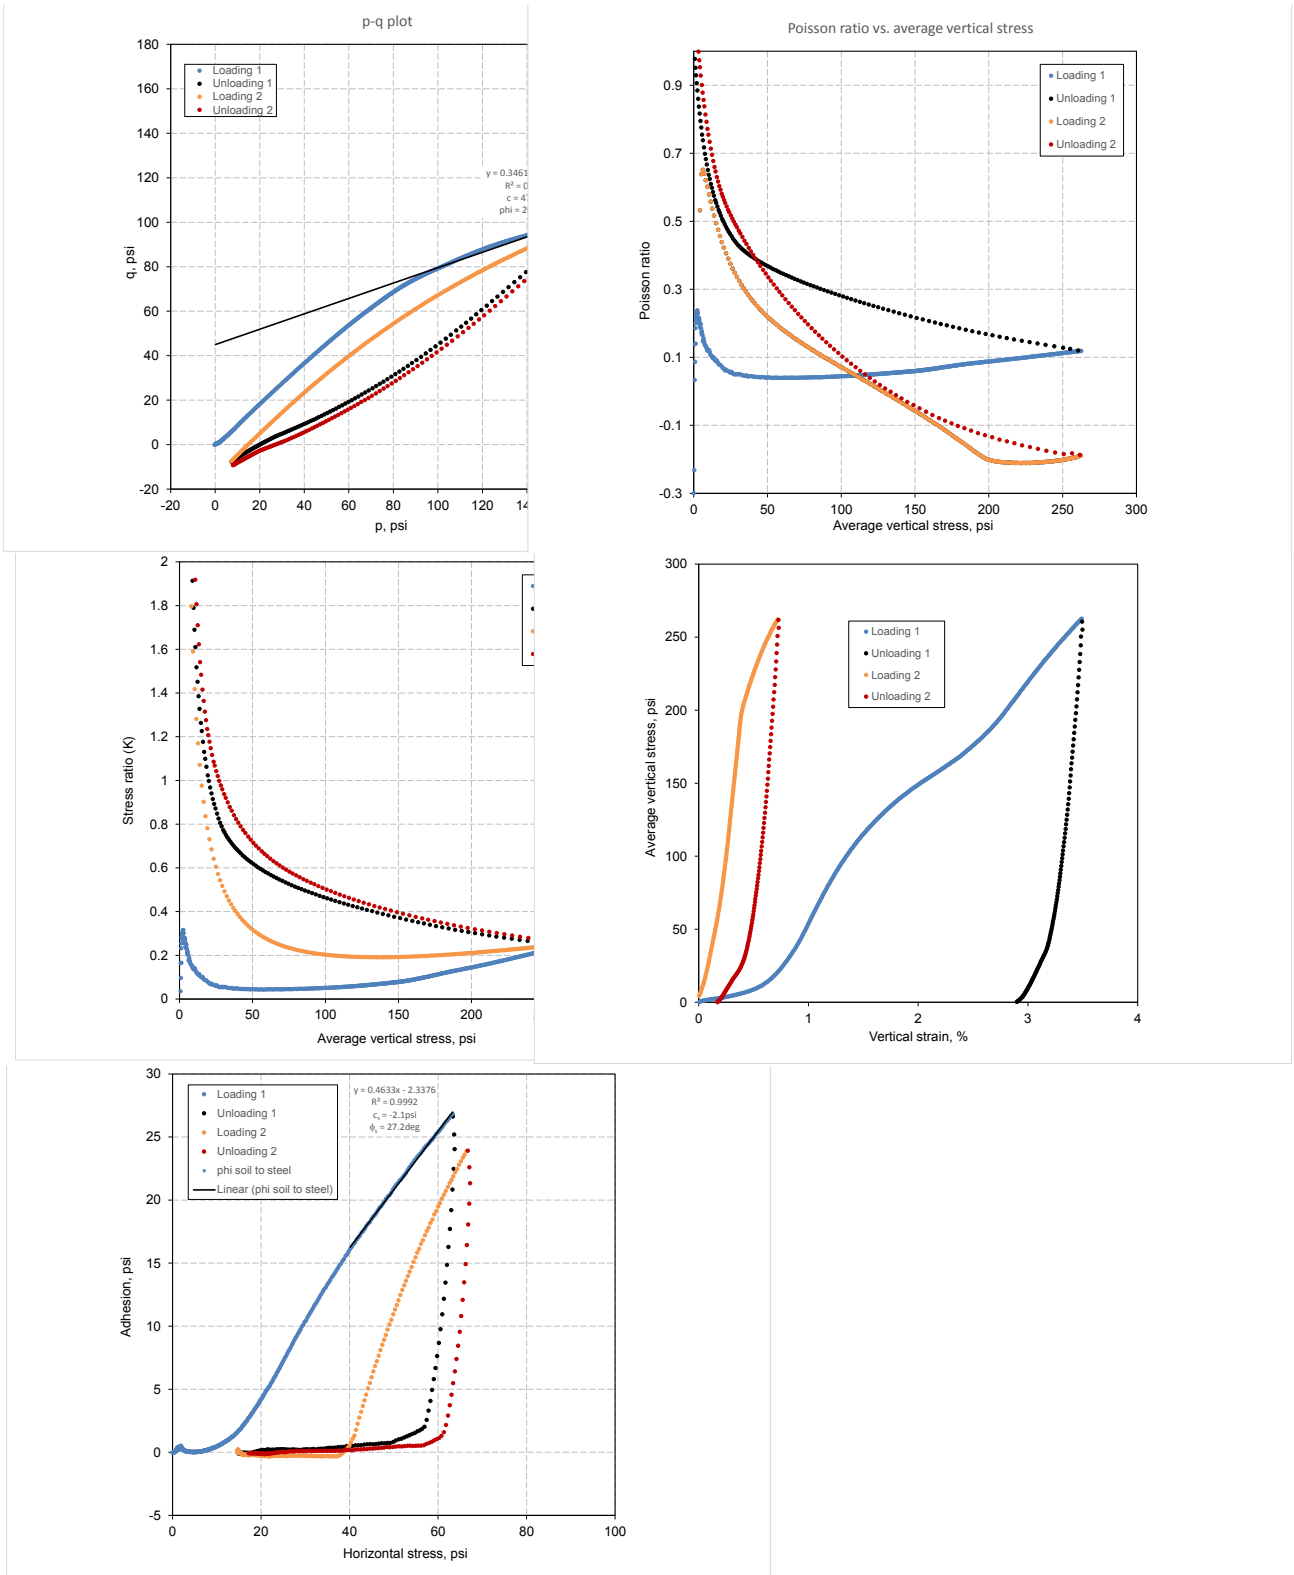 p-q plot
180
160
140
120
100
80
60
40
20
0
-20
-20
0
20
40
60
80
100
120
14
q, psi
p, psi
Loading 1
Unloading 1
Loading 2
Unloading 2
y = 0.3461
R² = 0
c = 4
phi = 2
Poisson ratio vs. average vertical stress
0.9
0.7
0.5
0.3
0.1
-0.1
-0.3
0
50
100
150
200
250
300
Poisson ratio
Average vertical stress, psi
Loading 1
Unloading 1
Loading 2
Unloading 2
2
1.8
1.6
1.4
1.2
1
0.8
0.6
0.4
0.2
0
0
50
100
150
200
Stress ratio (K)
Average vertical stress, psi
300
250
200
150
100
50
0
0
1
2
3
4
Average vertical stress, psi
Vertical strain, %
Loading 1
Unloading 1
Loading 2
Unloading 2
30
25
20
15
10
5
0
-5
0
20
40
60
80
100
Adhesion, psi
Horizontal stress, psi
Loading 1
Unloading 1
Loading 2
Unloading 2
phi soil to steel
Linear (phi soil to steel)
y = 0.4633x - 2.3376
R² = 0.9992
cₛ = -2.1psi
ϕₛ = 27.2deg